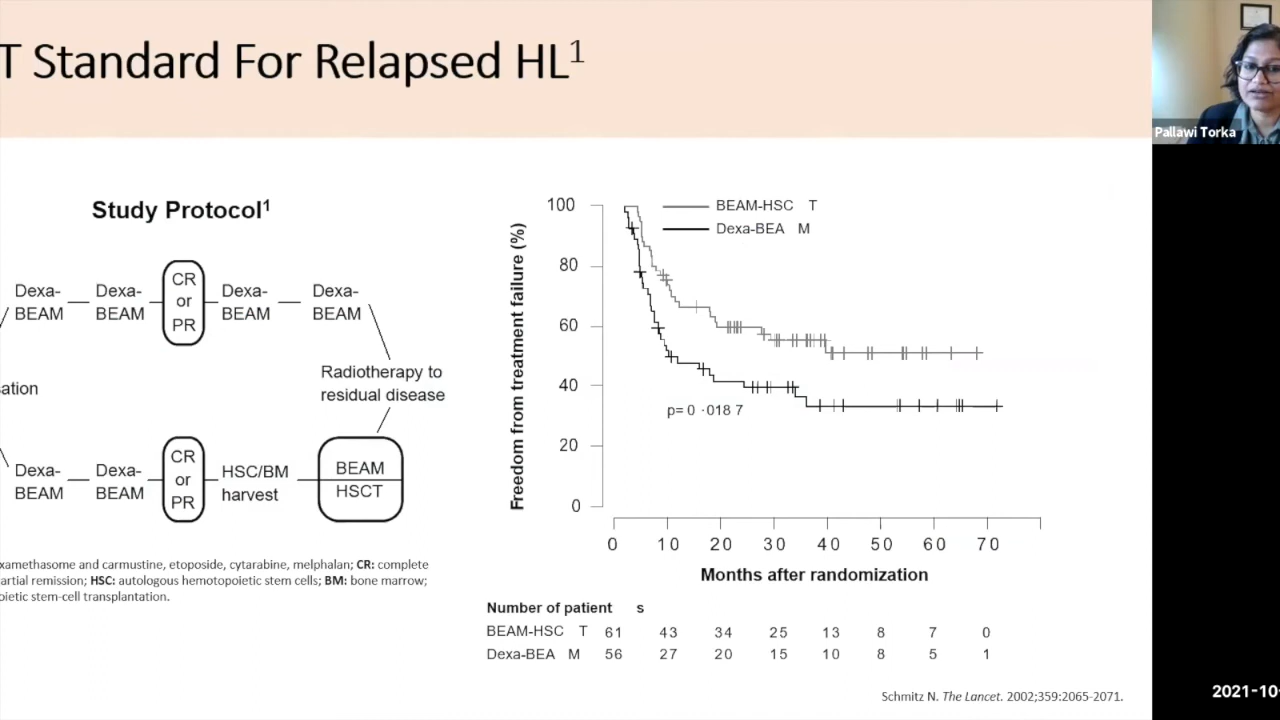 T Standard For Relapsed HL1
Pallawi Torka
Study Protocol1
Dexa-BEAM
Dexa-BEAM
CR or PR
Dexa-BEAM
Dexa-BEAM
Radiotherapy to
residual disease
ation
Dexa-BEAM
Dexa-BEAM
CR or PR
HSC/BM
harvest
BEAM
HSCT
xamethasone and carmustine, etoposide, cytarabine, melphalan; CR: complete
artial remission; HSC: autologous hemotopoietic stem cells; BM: bone marrow;
oietic stem-cell transplantation.
Freedom from treatment failure (%)
100
80
60
40
20
0
BEAM-HSC T
Dexa-BEA M
p= 0 ·018 7
0 10 20 30 40 50 60 70
Months after randomization
Number of patient s
BEAM-HSC T 61 43 34 25 13 8 7 0
Dexa-BEA M 56 27 20 15 10 8 5 1
Schmitz N. The Lancet. 2002;359:2065-2071.
2021-10-